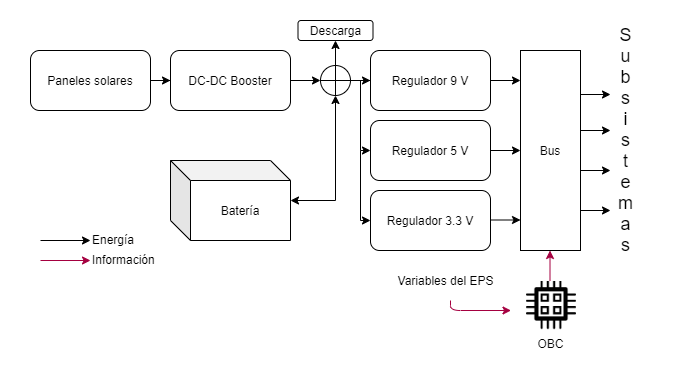 Descarga
Paneles solares
DC-DC Booster
Regulador 9 V
Regulador 5 V
Regulador 3.3 V
Batería
Bus
Subsistemas
Energía
Información
Variables del EPS
OBC